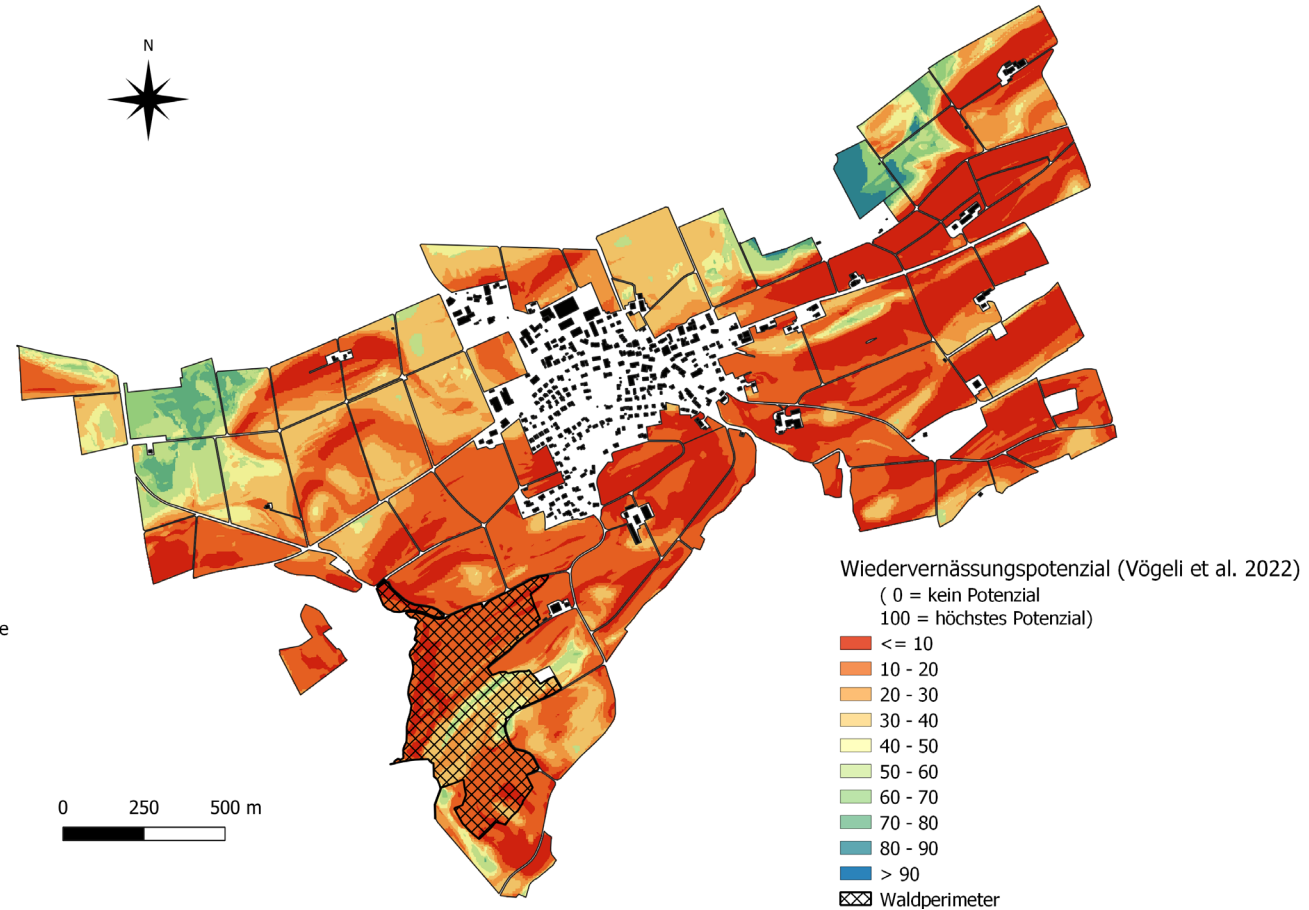 N
e
0 250 500 m
Wiedervernässungspotenzial (Vögeli et al. 2022)
( 0 = kein Potenzial
100 = höchstes Potenzial)
<= 10
10 - 20
20 - 30
30 - 40
40 - 50
50 - 60
60 - 70
70 - 80
80 - 90
> 90
Waldperimeter